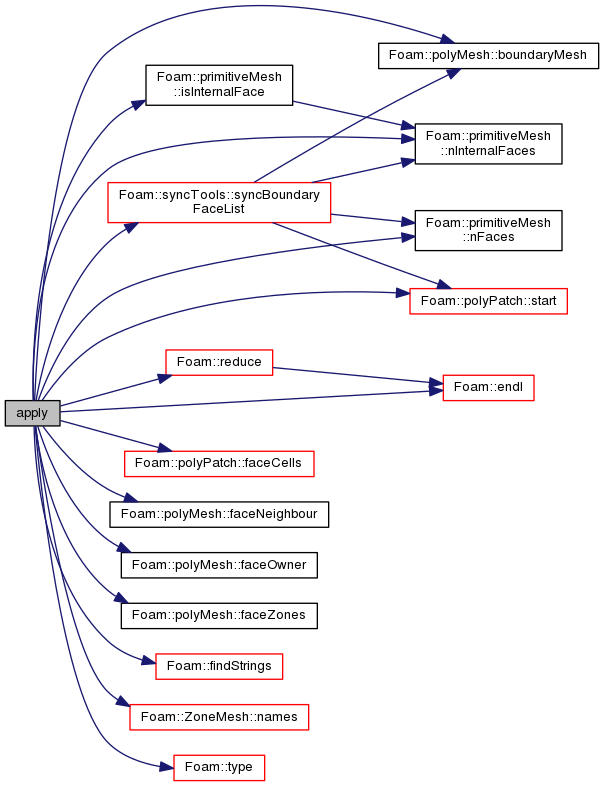 Foam::polyMesh::boundaryMesh
Foam::primitiveMesh
::isInternalFace
Foam::primitiveMesh
::nInternalFaces
Foam::syncTools::syncBoundary
FaceList
Foam::primitiveMesh
::nFaces
Foam::polyPatch::start
Foam::reduce
Foam::endl
apply
Foam::polyPatch::faceCells
Foam::polyMesh::faceNeighbour
Foam::polyMesh::faceOwner
Foam::polyMesh::faceZones
Foam::findStrings
Foam::ZoneMesh::names
Foam::type